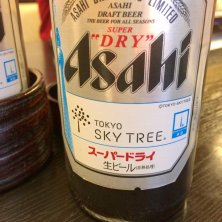 LIMITED
ASAHI
DRAFT BEER
THE BEER FOR ALL SEASONS
SUPER
"DRY"
Asahi
©TOKYO-SKYTREE
TOKYO
SKY TREE®
スーパードライ
生ビール